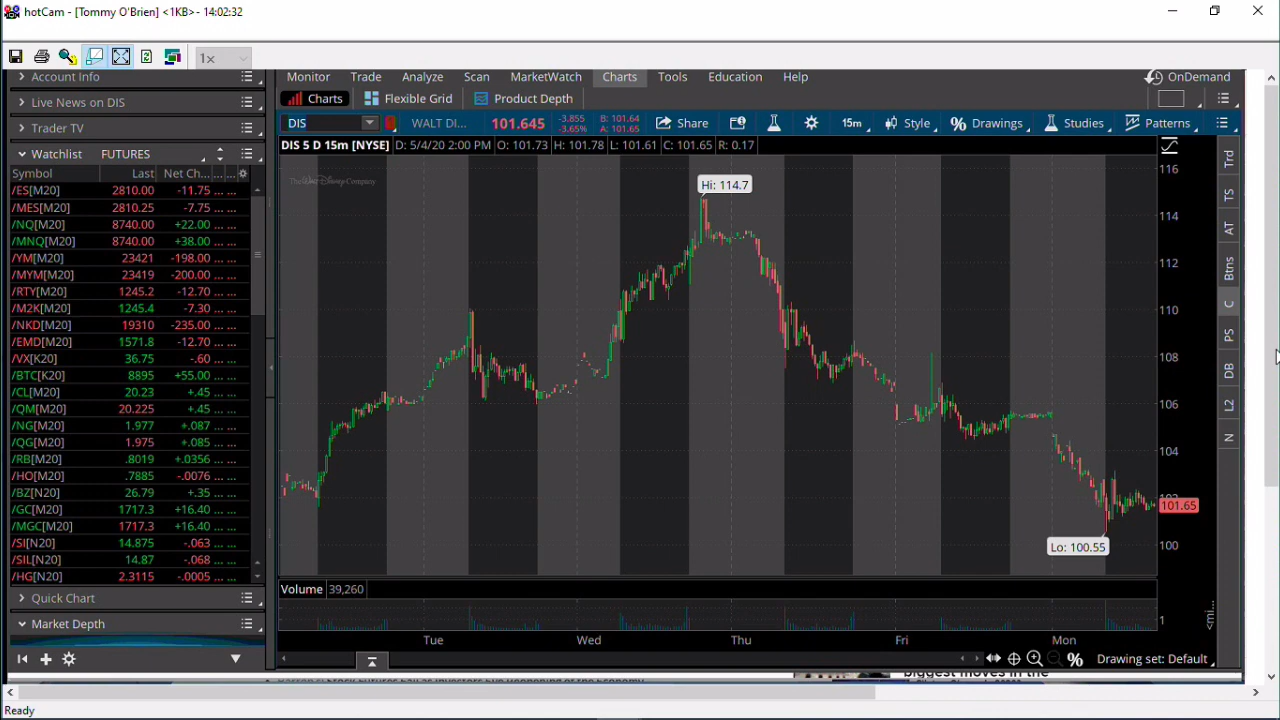 hotCam - [Tommy O'Brien] <1KB> - 14:02:32
1x
Account Info
Monitor Trade Analyze Scan MarketWatch Charts Tools Education Help OnDemand
Live News on DIS
Charts Flexible Grid Product Depth
Trader TV
DIS WALT DI... 101.645 -3.855 -3.65% B: 101.64 A: 101.65 Share 15m Style % Drawings Studies Patterns
Watchlist FUTURES
DIS 5 D 15m [NYSE] D: 5/4/20 2:00 PM O: 101.73 H: 101.78 L: 101.61 C: 101.65 R: 0.17
Symbol Last Net Ch... ... ...
/ES[M20] 2810.00 -11.75 ... ...
/MES[M20] 2810.25 -7.75 ... ...
/NQ[M20] 8740.00 +22.00 ... ...
/MNQ[M20] 8740.00 +38.00 ... ...
/YM[M20] 23421 -198.00 ... ...
/MYM[M20] 23419 -200.00 ... ...
/RTY[M20] 1245.2 -12.70 ... ...
/M2K[M20] 1245.4 -7.30 ... ...
/NKD[M20] 19310 -235.00 ... ...
/EMD[M20] 1571.8 -12.70 ... ...
/VX[K20] 36.75 -.60 ... ...
/BTC[K20] 8895 +55.00 ... ...
/CL[M20] 20.23 +.45 ... ...
/QM[M20] 20.225 +.45 ... ...
/NG[M20] 1.977 +.087 ... ...
/QG[M20] 1.975 +.085 ... ...
/RB[M20] .8019 +.0356 ... ...
/HO[M20] .7885 -.0076 ... ...
/BZ[N20] 26.79 +.35 ... ...
/GC[M20] 1717.3 +16.40 ... ...
/MGC[M20] 1717.3 +16.40 ... ...
/SI[N20] 14.875 -.063 ... ...
/SIL[N20] 14.87 -.068 ... ...
/HG[N20] 2.3115 -.0005 ... ...
Quick Chart
Market Depth
The Walt Disney Company
Hi: 114.7
Lo: 100.55
116
114
112
110
108
106
104
102
101.65
100
Trd
TS
AT
Btns
C
PS
DB
L2
N
Volume 39,260
1
Tue Wed Thu Fri Mon
% Drawing set: Default
biggest moves in the
Ready